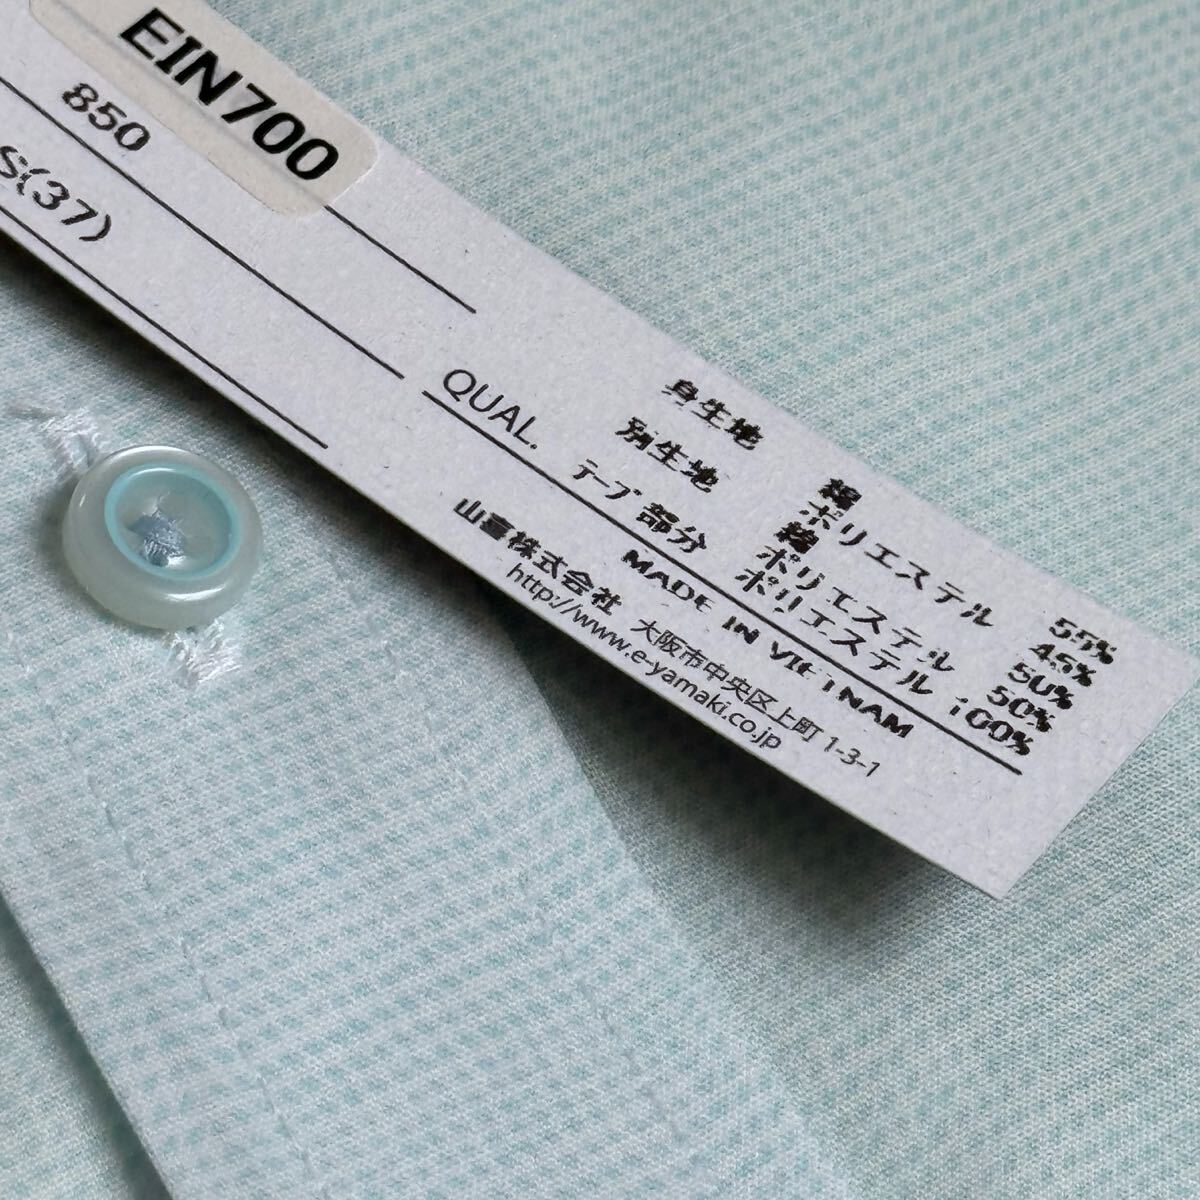 EIN700
850
S(37)
QUAL.
身生地 綿 55%
ポリエステル 45%
別生地 綿 50%
ポリエステル 50%
テープ部分 ポリエステル 100%
MADE IN VIETNAM
山喜株式会社 大阪市中央区上町1-3-1
http://www.e-yamaki.co.jp